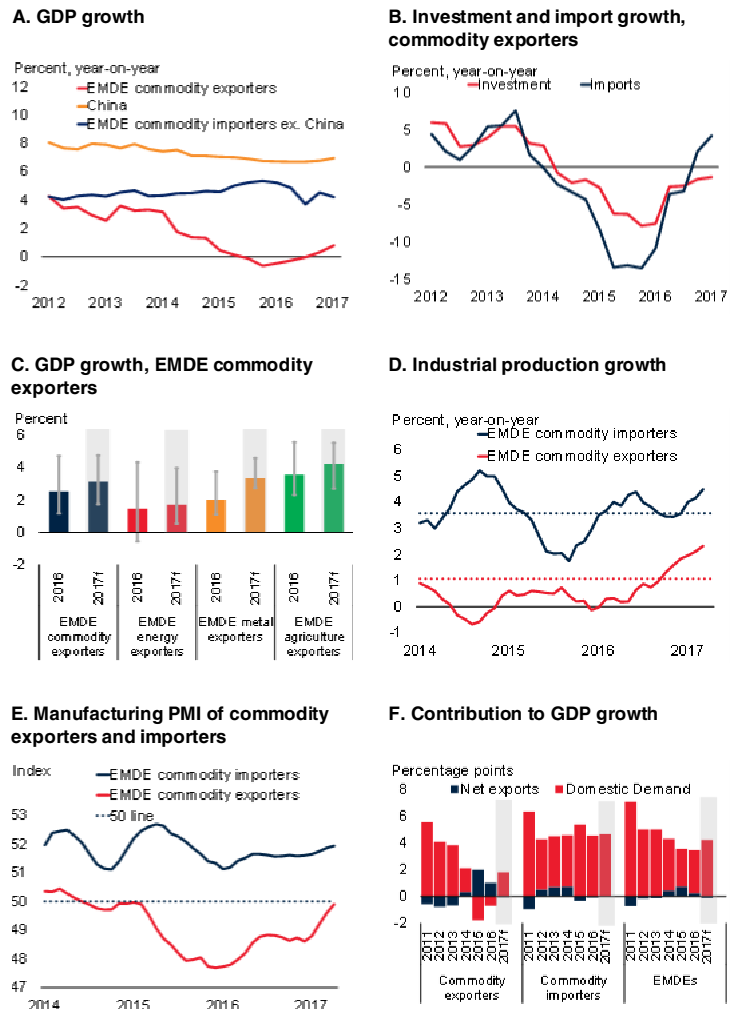 A. GDP growth
Percent, year-on-year
12
EMDE commodity exporters
10
China
8
EMDE commodity importers ex. China
6
4
2
0
-2
2012 2013 2014 2015 2016 2017
B. Investment and import growth,
commodity exporters
Percent, year-on-year
10
Investment Imports
5
0
-5
-10
-15
2012 2013 2014 2015 2016 2017
C. GDP growth, EMDE commodity
exporters
Percent
6
4
2
0
-2
2016 2017f 2016 2017f 2016 2017f 2016 2017f
EMDE
commodity
exporters
EMDE
energy
exporters
EMDE metal
exporters
EMDE
agriculture
exporters
D. Industrial production growth
Percent, year-on-year
EMDE commodity importers
6
EMDE commodity exporters
5
4
3
2
1
0
-1
2014 2015 2016 2017
E. Manufacturing PMI of commodity
exporters and importers
Index
EMDE commodity importers
EMDE commodity exporters
50 line
53
52
51
50
49
48
47
2014 2015 2016 2017
F. Contribution to GDP growth
Percentage points
8
Net exports Domestic Demand
6
4
2
0
-2
2011 2012 2013 2014 2015 2016 2017f 2011 2012 2013 2014 2015 2016 2017f 2011 2012 2013 2014 2015 2016 2017f
Commodity
exporters
Commodity
importers
EMDEs